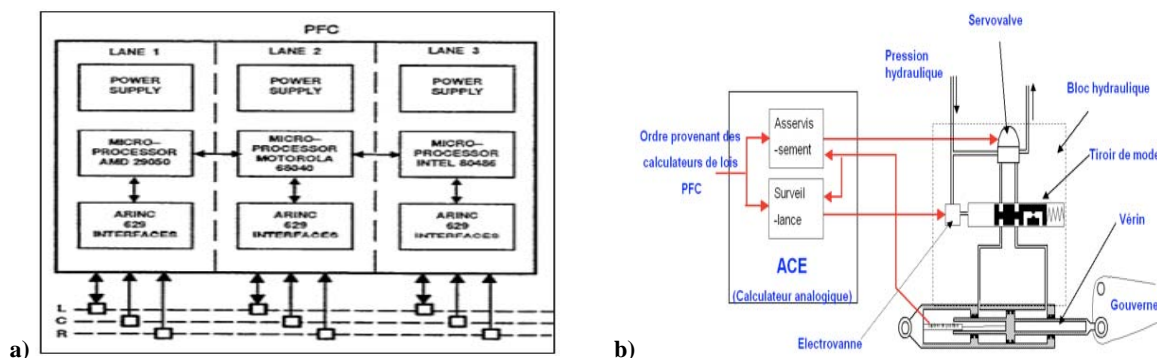 PFC
LANE 1
LANE 2
LANE 3
POWER
SUPPLY
POWER
SUPPLY
POWER
SUPPLY
MICRO-
PROCESSOR
AMD 29050
MICRO-
PROCESSOR
MOTOROLA
68040
MICRO-
PROCESSOR
INTEL 80486
ARINC
629
INTERFACES
ARINC
629
INTERFACES
ARINC
629
INTERFACES
L
C
R
a)
Servovalve
Pression
hydraulique
Bloc hydraulique
Ordre provenant des
calculateurs de lois
PFC
Asservis
-sement
Tiroir de mode
Surveil
-lance
Vérin
ACE
(Calculateur analogique)
Gouverne
Electrovanne
b)